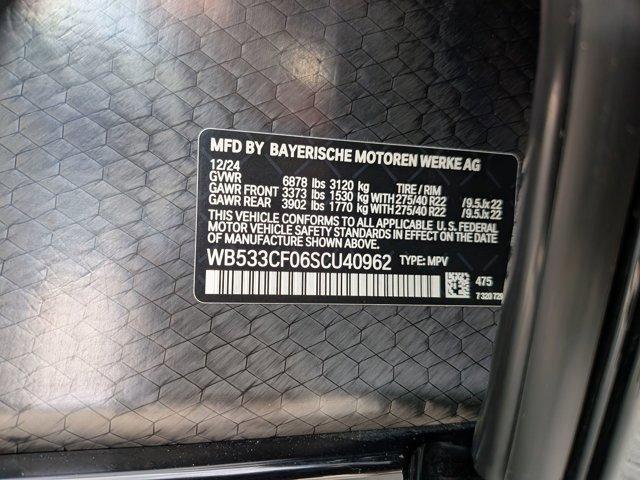 MFD BY BAYERISCHE MOTOREN WERKE AG
12/24
GVWR 6878 lbs 3120 kg TIRE / RIM
GAWR FRONT 3373 lbs 1530 kg WITH 275/40 R22 /9.5Jx22
GAWR REAR 3902 lbs 1770 kg WITH 275/40 R22 /9.5Jx22
THIS VEHICLE CONFORMS TO ALL APPLICABLE U.S. FEDERAL
MOTOR VEHICLE SAFETY STANDARDS IN EFFECT ON THE DATE
OF MANUFACTURE SHOWN ABOVE.
WB533CF06SCU40962 TYPE: MPV
475
7 320 729